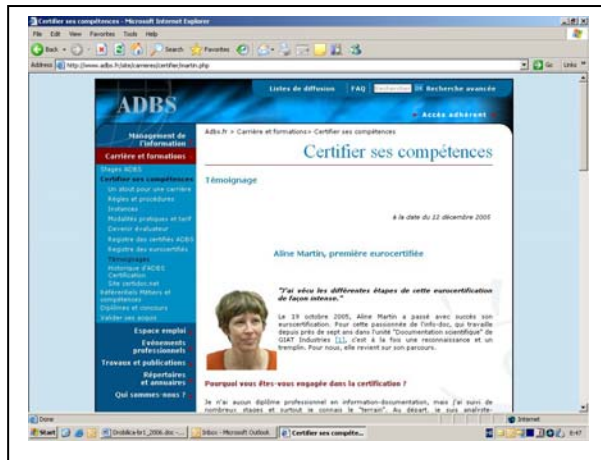 Certifier ses compétences - Microsoft Internet Explorer
File Edit View Favorites Tools Help
Back Search Favorites
Address http://www.adbs.fr/site/carrieres/certifier/martin.php Go Links
Listes de diffusion | FAQ Recherche avancée
ADBS
Accès adhérent
Management de
l'information
Carrière et formations
Stages ADBS
Certifier ses compétences
Un atout pour une carrière
Règles et procédures
Instances
Modalités pratiques et tarif
Devenir évaluateur
Registre des certifiés ADBS
Registre des eurocertifiés
Témoignages
Historique d'ADBS
Certification
Site certidoc.net
Référentiels Métiers et
compétences
Diplômes et concours
Valider ses acquis
Espace emploi
Evénements
professionnels
Travaux et publications
Répertoires
et annuaires
Qui sommes-nous ?
Adbs.fr > Carrière et formations> Certifier ses compétences
Certifier ses compétences
Témoignage
à la date du 12 décembre 2005
Aline Martin, première eurocertifiée
"J'ai vécu les différentes étapes de cette eurocertification
de façon intense."
Le 19 octobre 2005, Aline Martin a passé avec succès son
eurocertification. Pour cette passionnée de l'info-doc, qui travaille
depuis près de sept ans dans l'unité "Documentation scientifique" de
GIAT Industries [1], c'est à la fois une reconnaissance et un
tremplin. Pour nous, elle revient sur son parcours.
Pourquoi vous êtes-vous engagée dans la certification ?
Je n'ai aucun diplôme professionnel en information-documentation, mais j'ai suivi de
nombreux stages et surtout je connais le "terrain". Au départ, je suis analyste-
Done Internet
Start Drobilica-br1_2006.doc -... Inbox - Microsoft Outlook Certifier ses compéte... 6:47